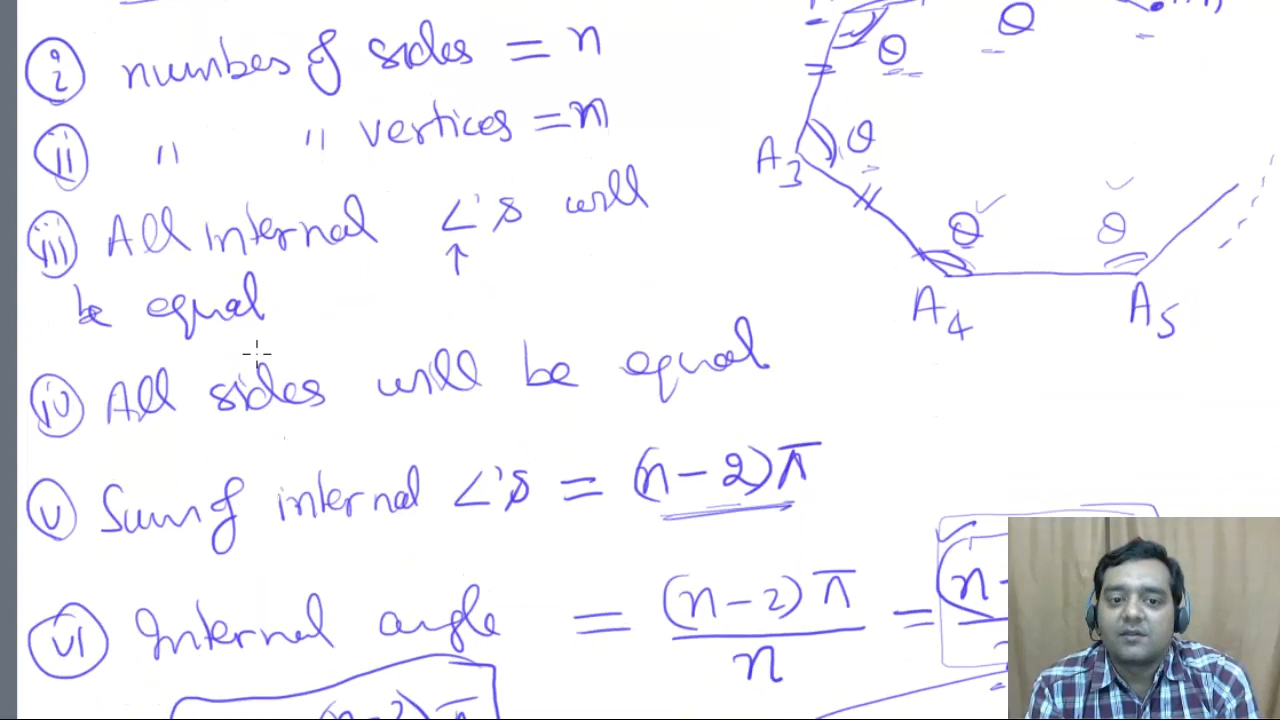 (i) number of sides = n
(ii) " " vertices = n
(iii) All internal ∠'s will
be equal
(iv) All sides will be equal
(v) Sum of internal ∠'s = (n-2)π
(vi) Internal angle = (n-2)π / n =
θ θ
A3 θ
θ θ
A4 A5